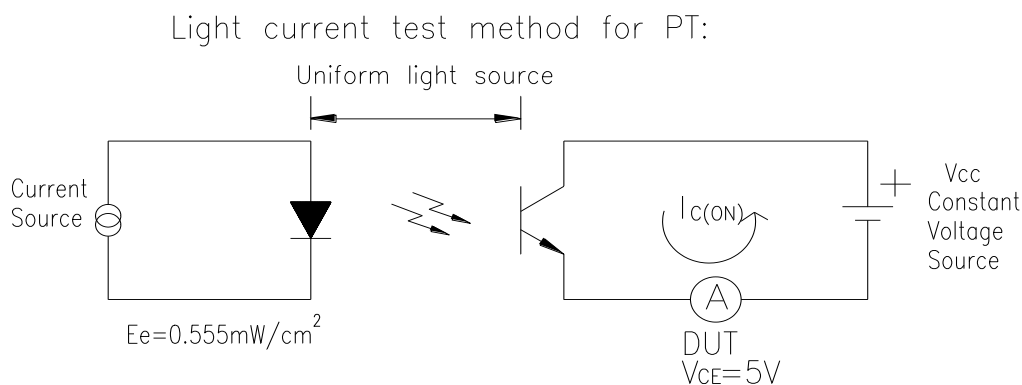 Light current test method for PT:
Uniform light source
Current
Source
Ee=0.555mW/cm²
IC(ON)
A
DUT
VCE=5V
+
Vcc
Constant
Voltage
Source